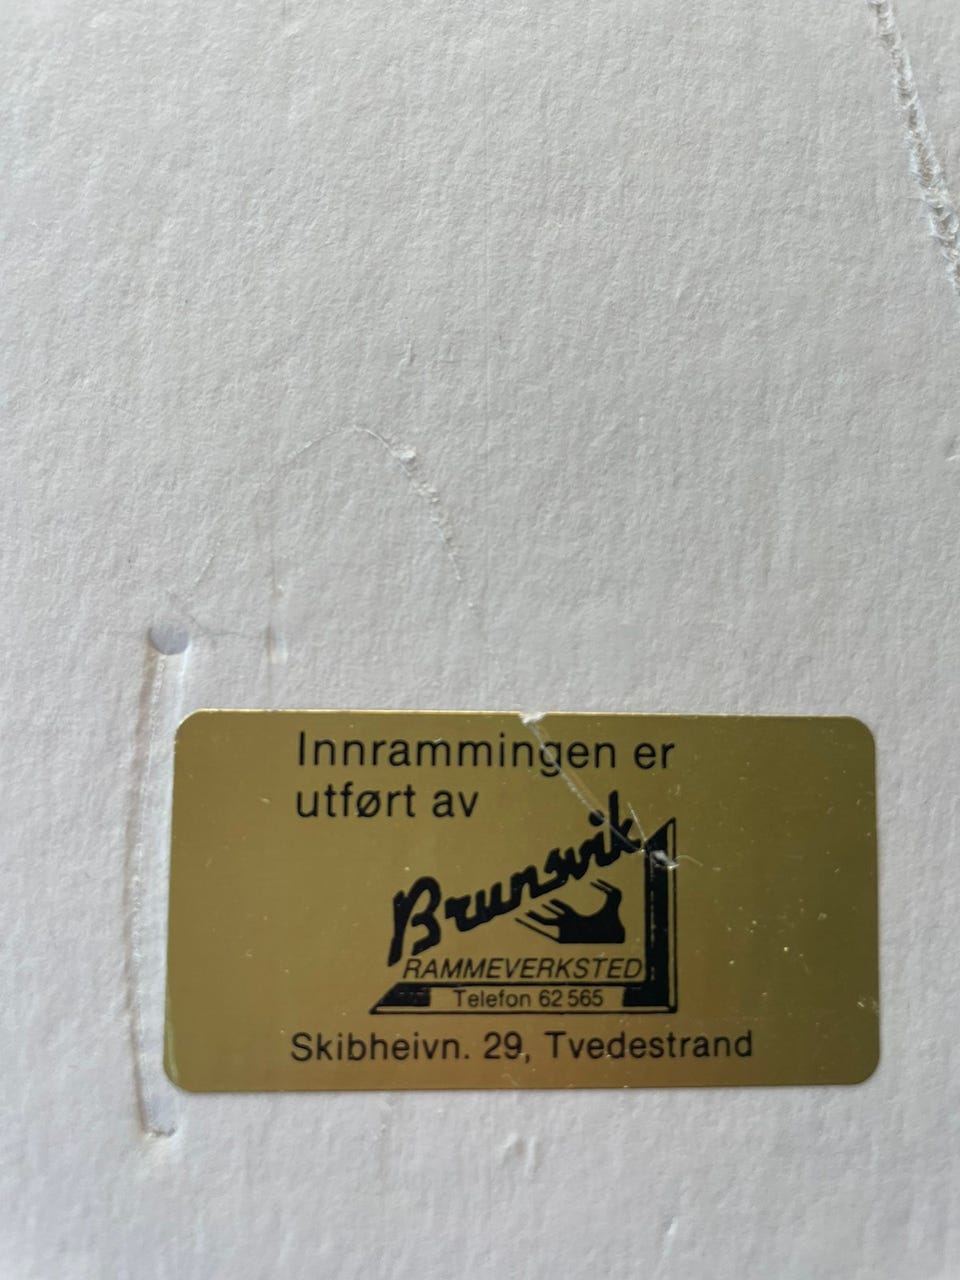 Innrammingen er
utført av
Brunsvik
RAMMEVERKSTED
Telefon 62 565
Skibheivn. 29, Tvedestrand